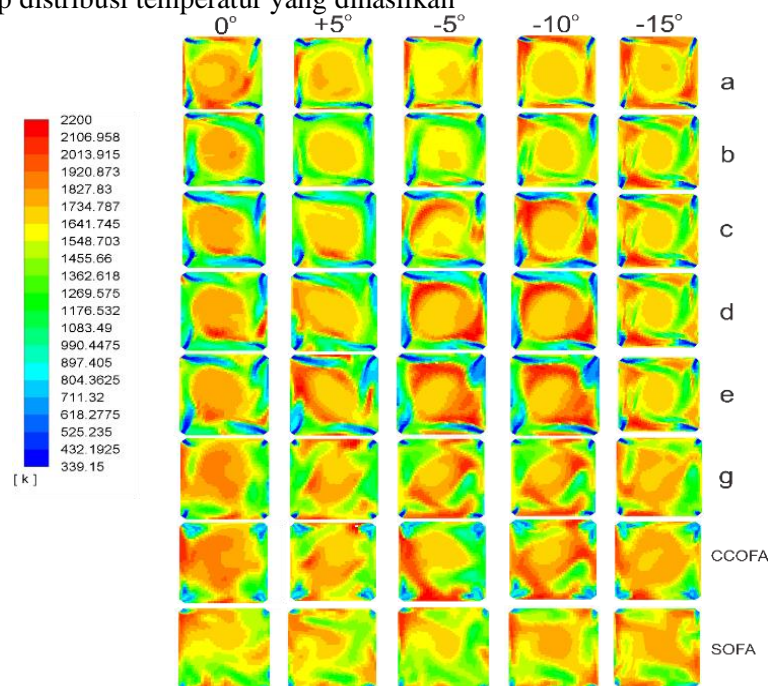 p distribusi temperatur yang dihasilkan
0° +5° -5° -10° -15°
a
2200
2106.958
2013.915
1920.873
1827.83
1734.787
1641.745
1548.703
1455.66
1362.618
1269.575
1176.532
1083.49
990.4475
897.405
804.3625
711.32
618.2775
525.235
432.1925
339.15
[ k ]
b
c
d
e
g
CCOFA
SOFA